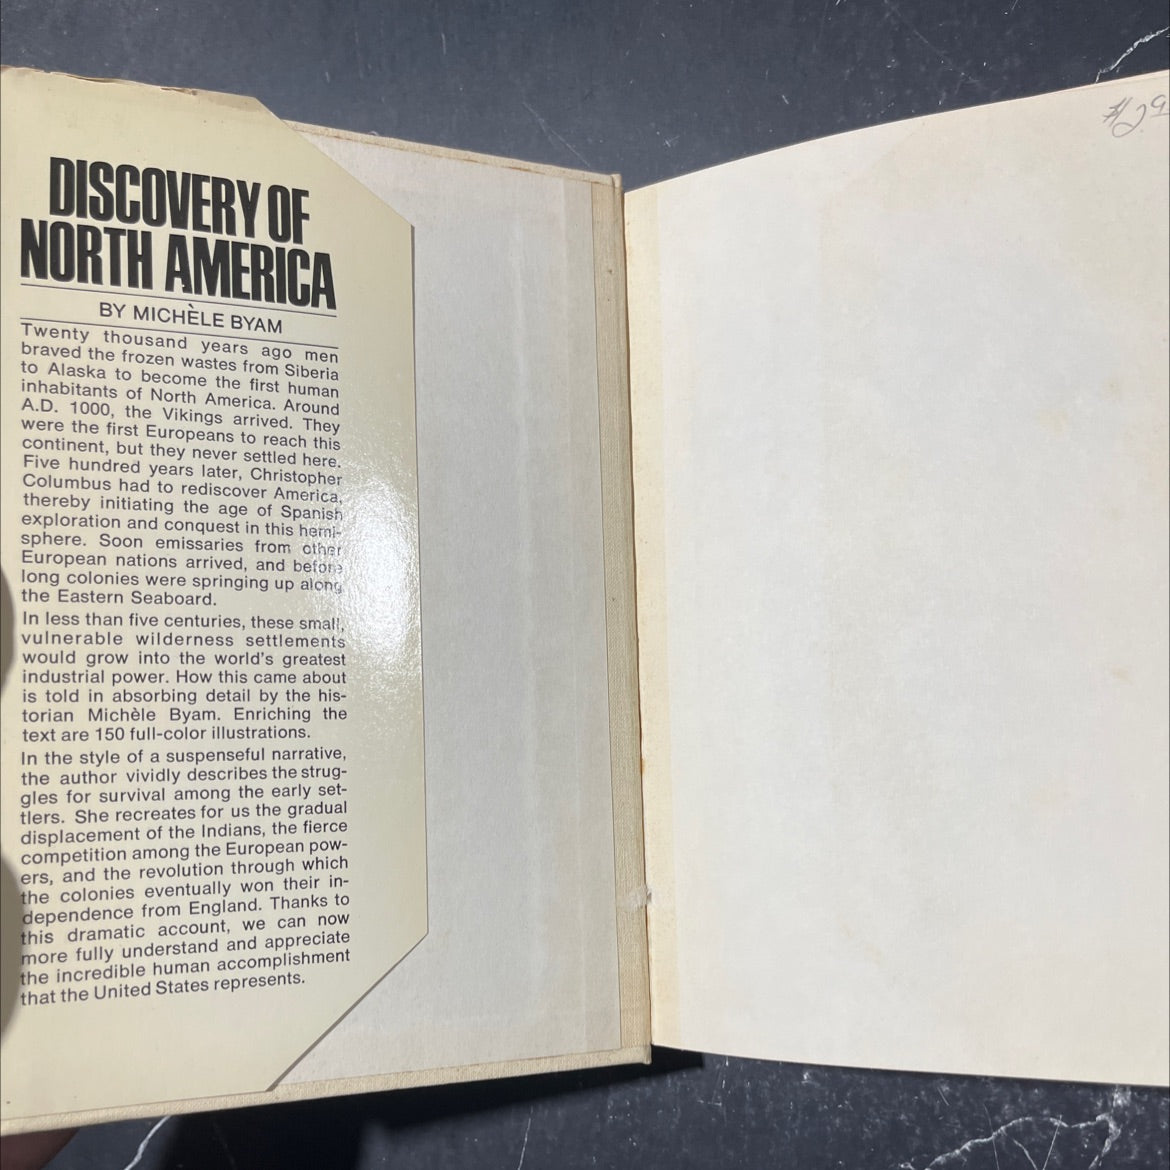 DISCOVERY OF
NORTH AMERICA
BY MICHÈLE BYAM
Twenty thousand years ago men
braved the frozen wastes from Siberia
to Alaska to become the first human
inhabitants of North America. Around
A.D. 1000, the Vikings arrived. They
were the first Europeans to reach this
continent, but they never settled here.
Five hundred years later, Christopher
Columbus had to rediscover America,
thereby initiating the age of Spanish
exploration and conquest in this hemi-
sphere. Soon emissaries from other
European nations arrived, and before
long colonies were springing up along
the Eastern Seaboard.
In less than five centuries, these small,
vulnerable wilderness settlements
would grow into the world's greatest
industrial power. How this came about
is told in absorbing detail by the his-
torian Michèle Byam. Enriching the
text are 150 full-color illustrations.
In the style of a suspenseful narrative,
the author vividly describes the strug-
gles for survival among the early set-
tlers. She recreates for us the gradual
displacement of the Indians, the fierce
competition among the European pow-
ers, and the revolution through which
the colonies eventually won their in-
dependence from England. Thanks to
this dramatic account, we can now
more fully understand and appreciate
the incredible human accomplishment
that the United States represents.